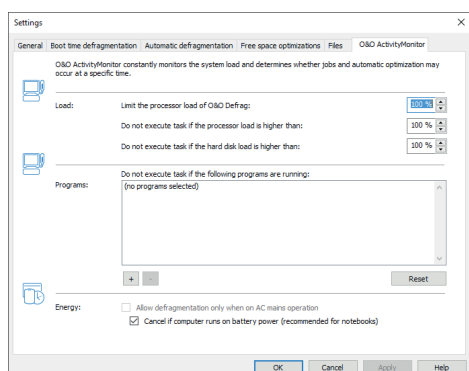 Settings
General Boot time defragmentation Automatic defragmentation Free space optimizations Files O&O ActivityMonitor
O&O ActivityMonitor constantly monitors the system load and determines whether jobs and automatic optimization may
occur at a specific time.
Load: Limit the processor load of O&O Defrag: 100 %
Do not execute task if the processor load is higher than: 100 %
Do not execute task if the hard disk load is higher than: 100 %
Do not execute task if the following programs are running:
Programs: (no programs selected)
+ - Reset
Energy: Allow defragmentation only when on AC mains operation
Cancel if computer runs on battery power (recommended for notebooks)
OK Cancel Apply Help